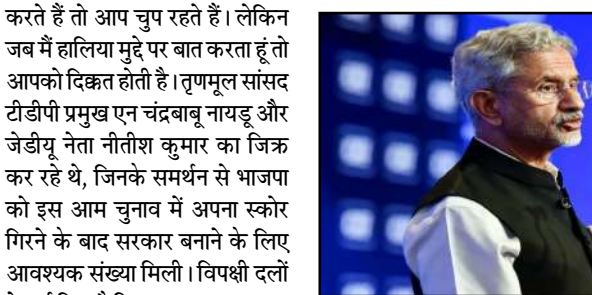 करते हैं तो आप चुप रहते हैं। लेकिन
जब मैं हालिया मुद्दे पर बात करता हूं तो
आपको दिक्कत होती है। तृणमूल सांसद
टीडीपी प्रमुख एन चंद्रबाबू नायडू और
जेडीयू नेता नीतीश कुमार का जिक्र
कर रहे थे, जिनके समर्थन से भाजपा
को इस आम चुनाव में अपना स्कोर
गिरने के बाद सरकार बनाने के लिए
आवश्यक संख्या मिली। विपक्षी दलों